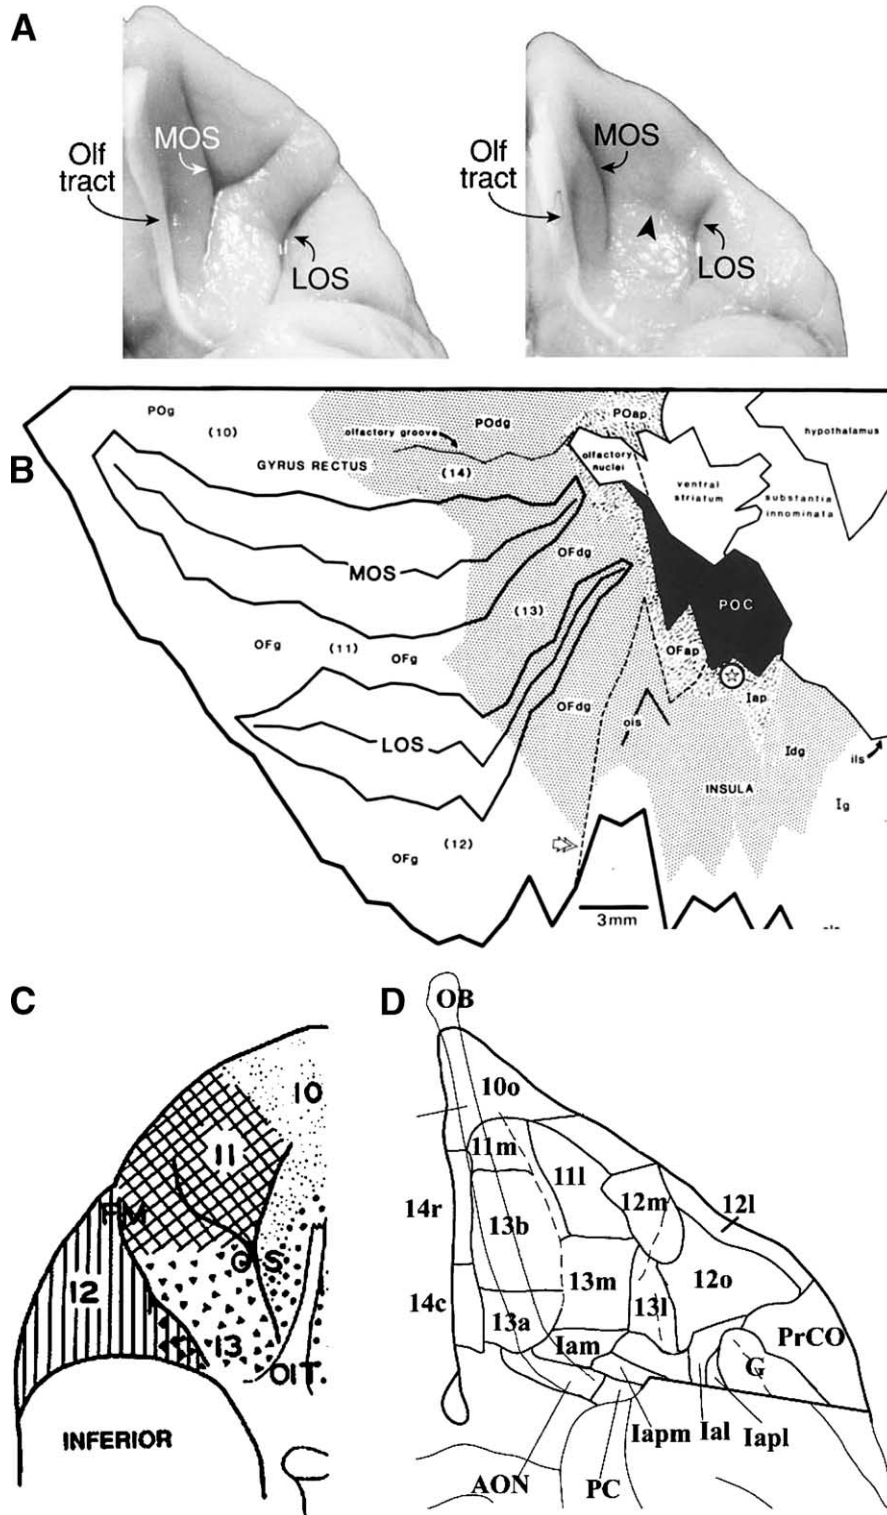 A
Olf
tract
MOS
LOS
Olf
tract
MOS
LOS
B
POg
(10)
GYRUS RECTUS
olfactory groove
POdg
(14)
POap
olfactory
nuclei
ventral
striatum
hypothalamus
substantia
innominata
MOS
OFdg
(13)
POC
OFg
(11)
OFg
OFap
Iap
LOS
OFdg
ois
Idg
ils
INSULA
Ig
OFg
(12)
3mm
C
10
11
FM
OS
12
13
OlT.
INFERIOR
D
OB
10o
11m
11l
14r
13b
12m
12l
13m
12o
14c
13a
13l
Iam
PrCO
G
Iapm
Ial
Iapl
AON
PC